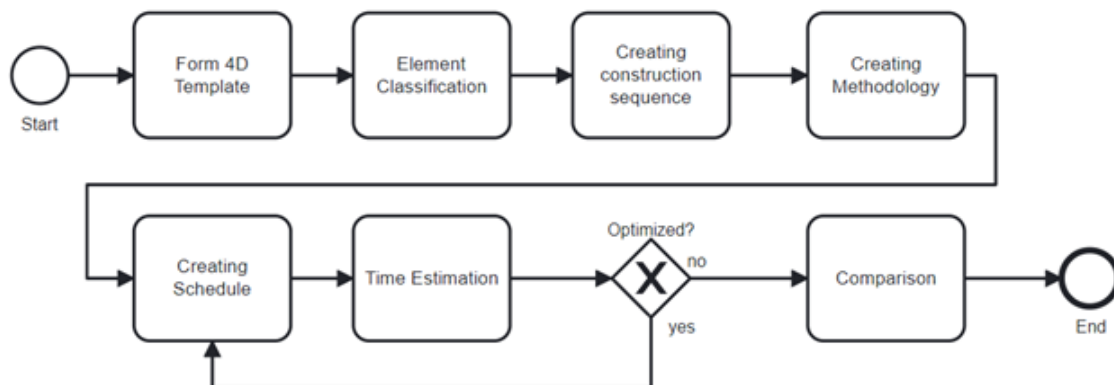 Form 4D
Template
Element
Classification
Creating
construction
sequence
Creating
Methodology
Start
Optimized?
no
yes
Creating
Schedule
Time Estimation
Comparison
End